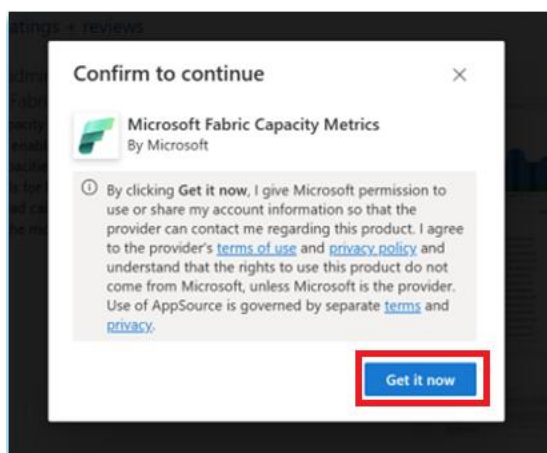 atings + reviews
Confirm to continue
Microsoft Fabric Capacity Metrics
By Microsoft
By clicking Get it now, I give Microsoft permission to
use or share my account information so that the
provider can contact me regarding this product. I agree
to the provider's terms of use and privacy policy and
understand that the rights to use this product do not
come from Microsoft, unless Microsoft is the provider.
Use of AppSource is governed by separate terms and
privacy.
Get it now